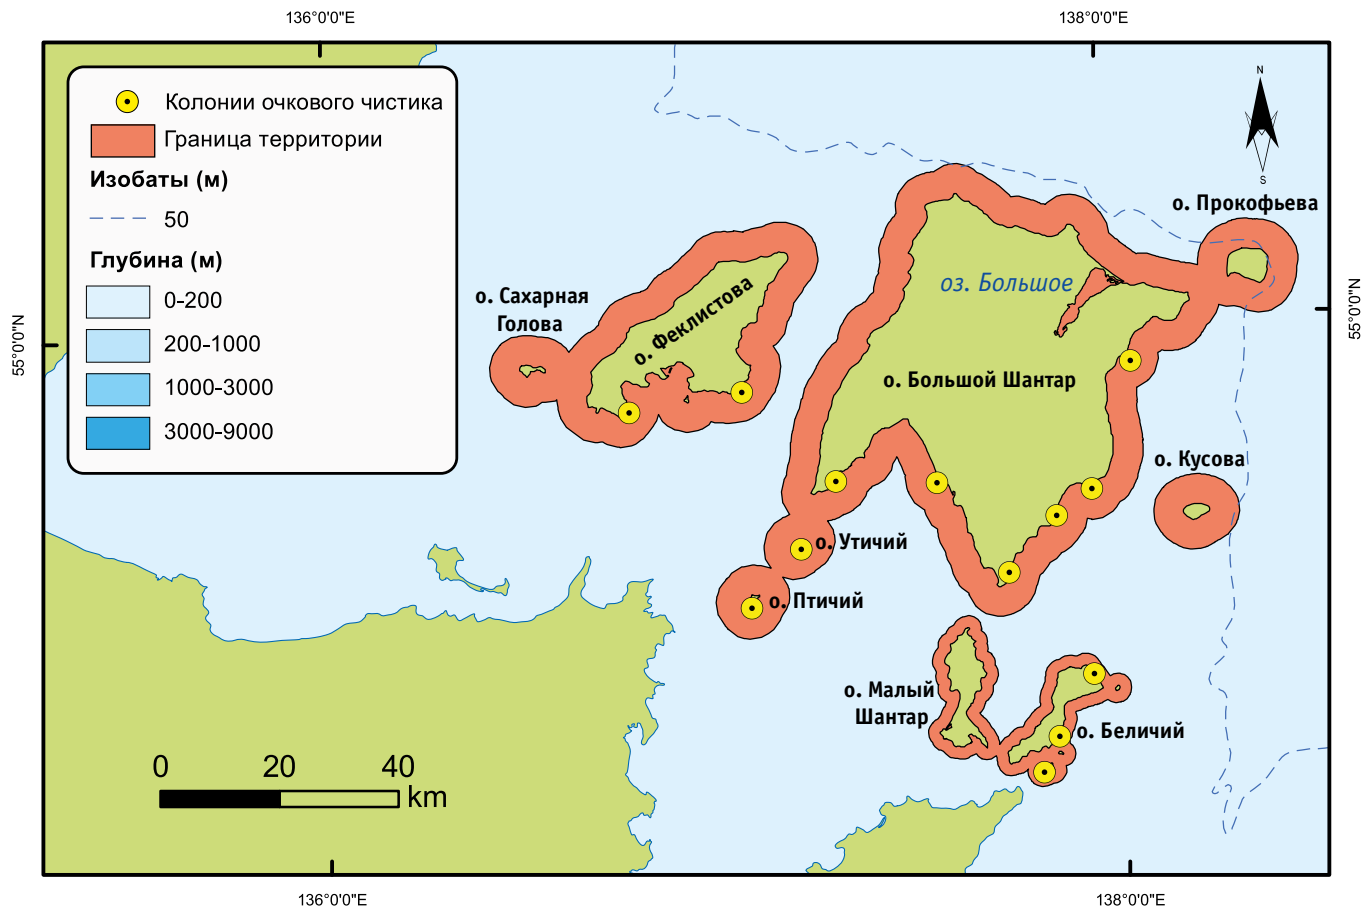 136°0'0"E
138°0'0"E
Колонии очкового чистика
Граница территории
Изобаты (м)
50
Глубина (м)
0-200
200-1000
1000-3000
3000-9000
N
S
о. Прокофьева
оз. Большое
о. Сахарная
Голова
о. Феклистова
55°0'0"N
55°0'0"N
о. Большой Шантар
о. Кусова
о. Утичий
о. Птичий
о. Малый
Шантар
о. Беличий
0 20 40
km
136°0'0"E
138°0'0"E